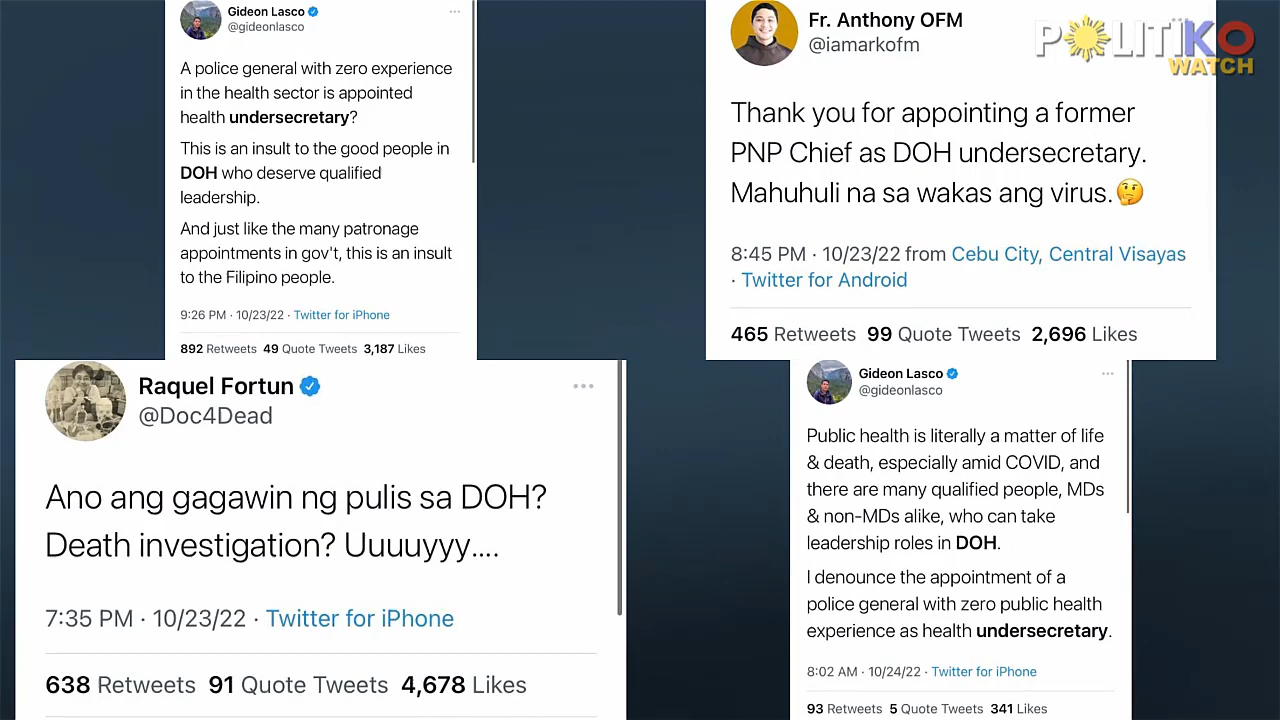 Gideon Lasco
@gideonlasco
A police general with zero experience
in the health sector is appointed
health undersecretary?
This is an insult to the good people in
DOH who deserve qualified
leadership.
And just like the many patronage
appointments in gov't, this is an insult
to the Filipino people.
9:26 PM · 10/23/22 · Twitter for iPhone
892 Retweets 49 Quote Tweets 3,187 Likes
Fr. Anthony OFM
@iamarkofm
Thank you for appointing a former
PNP Chief as DOH undersecretary.
Mahuhuli na sa wakas ang virus.🤔
8:45 PM · 10/23/22 from Cebu City, Central Visayas
· Twitter for Android
465 Retweets 99 Quote Tweets 2,696 Likes
POLITIKO
WATCH
Raquel Fortun
@Doc4Dead
Ano ang gagawin ng pulis sa DOH?
Death investigation? Uuuuyyy....
7:35 PM · 10/23/22 · Twitter for iPhone
638 Retweets 91 Quote Tweets 4,678 Likes
Gideon Lasco
@gideonlasco
Public health is literally a matter of life
& death, especially amid COVID, and
there are many qualified people, MDs
& non-MDs alike, who can take
leadership roles in DOH.
I denounce the appointment of a
police general with zero public health
experience as health undersecretary.
8:02 AM · 10/24/22 · Twitter for iPhone
93 Retweets 5 Quote Tweets 341 Likes